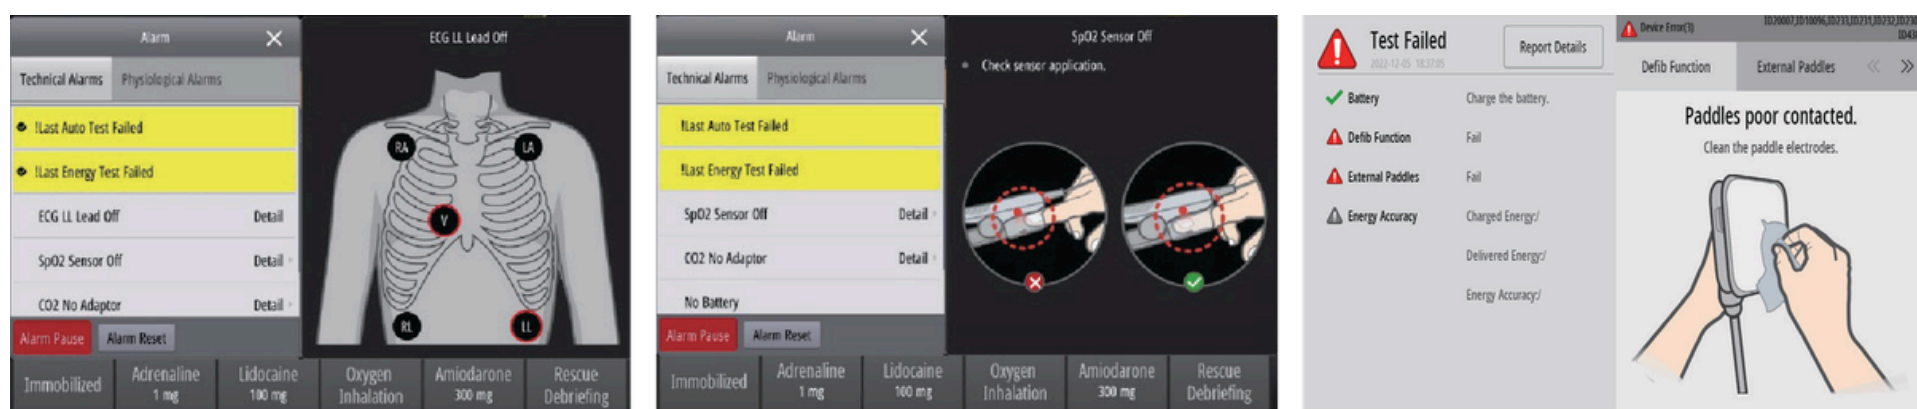 Alarm
Technical Alarms
Physiological Alarms
!Last Auto Test Failed
!Last Energy Test Failed
ECG LL Lead Off Detail
SpO2 Sensor Off Detail
CO2 No Adaptor Detail
Alarm Pause
Alarm Reset
ECG LL Lead Off
RA
LA
V
RL
LL
Immobilized
Adrenaline
1 mg
Lidocaine
100 mg
Oxygen
Inhalation
Amiodarone
300 mg
Rescue
Debriefing
Alarm
Technical Alarms
Physiological Alarms
!Last Auto Test Failed
!Last Energy Test Failed
SpO2 Sensor Off Detail
CO2 No Adaptor Detail
No Battery
Alarm Pause
Alarm Reset
SpO2 Sensor Off
Check sensor application.
Immobilized
Adrenaline
1 mg
Lidocaine
100 mg
Oxygen
Inhalation
Amiodarone
300 mg
Rescue
Debriefing
Test Failed
2022-12-05 18:37:05
Report Details
Battery Charge the battery.
Defib Function Fail
External Paddles Fail
Energy Accuracy Charged Energy:/
Delivered Energy:/
Energy Accuracy:/
Device Error(3)
Defib Function
External Paddles
Paddles poor contacted.
Clean the paddle electrodes.